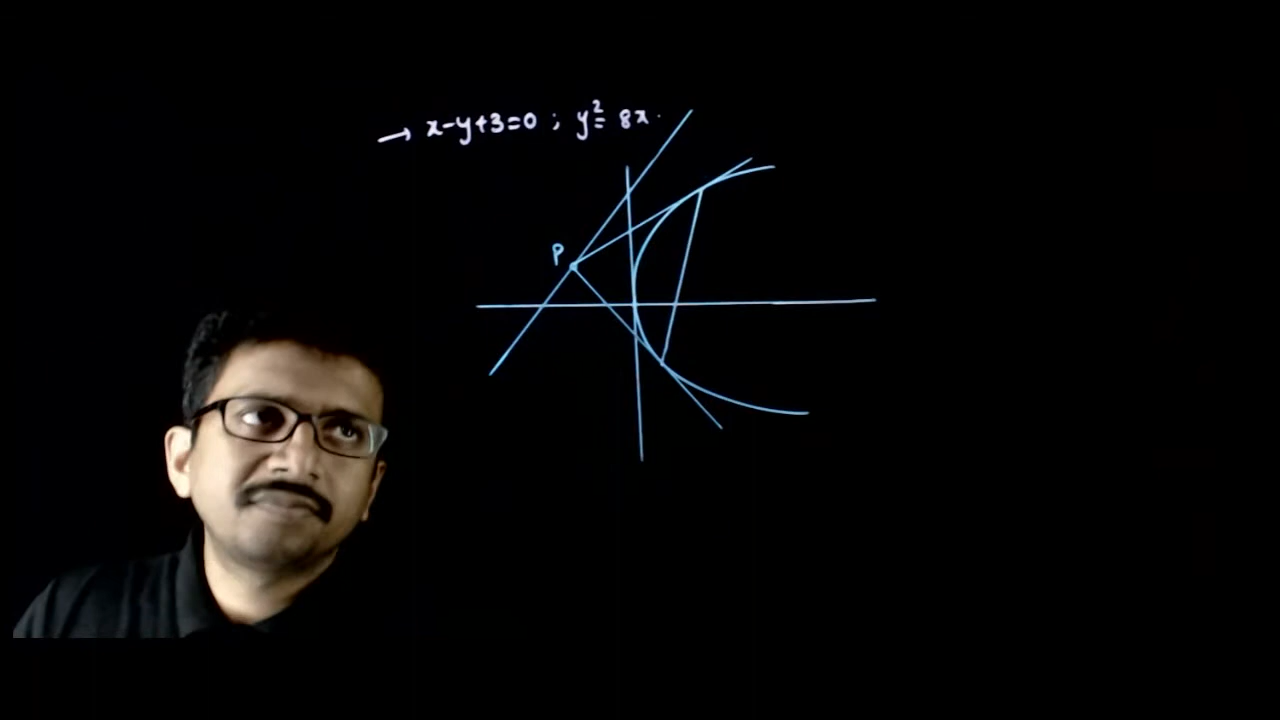 → x-y+3=0 ; y²= 8x.
P